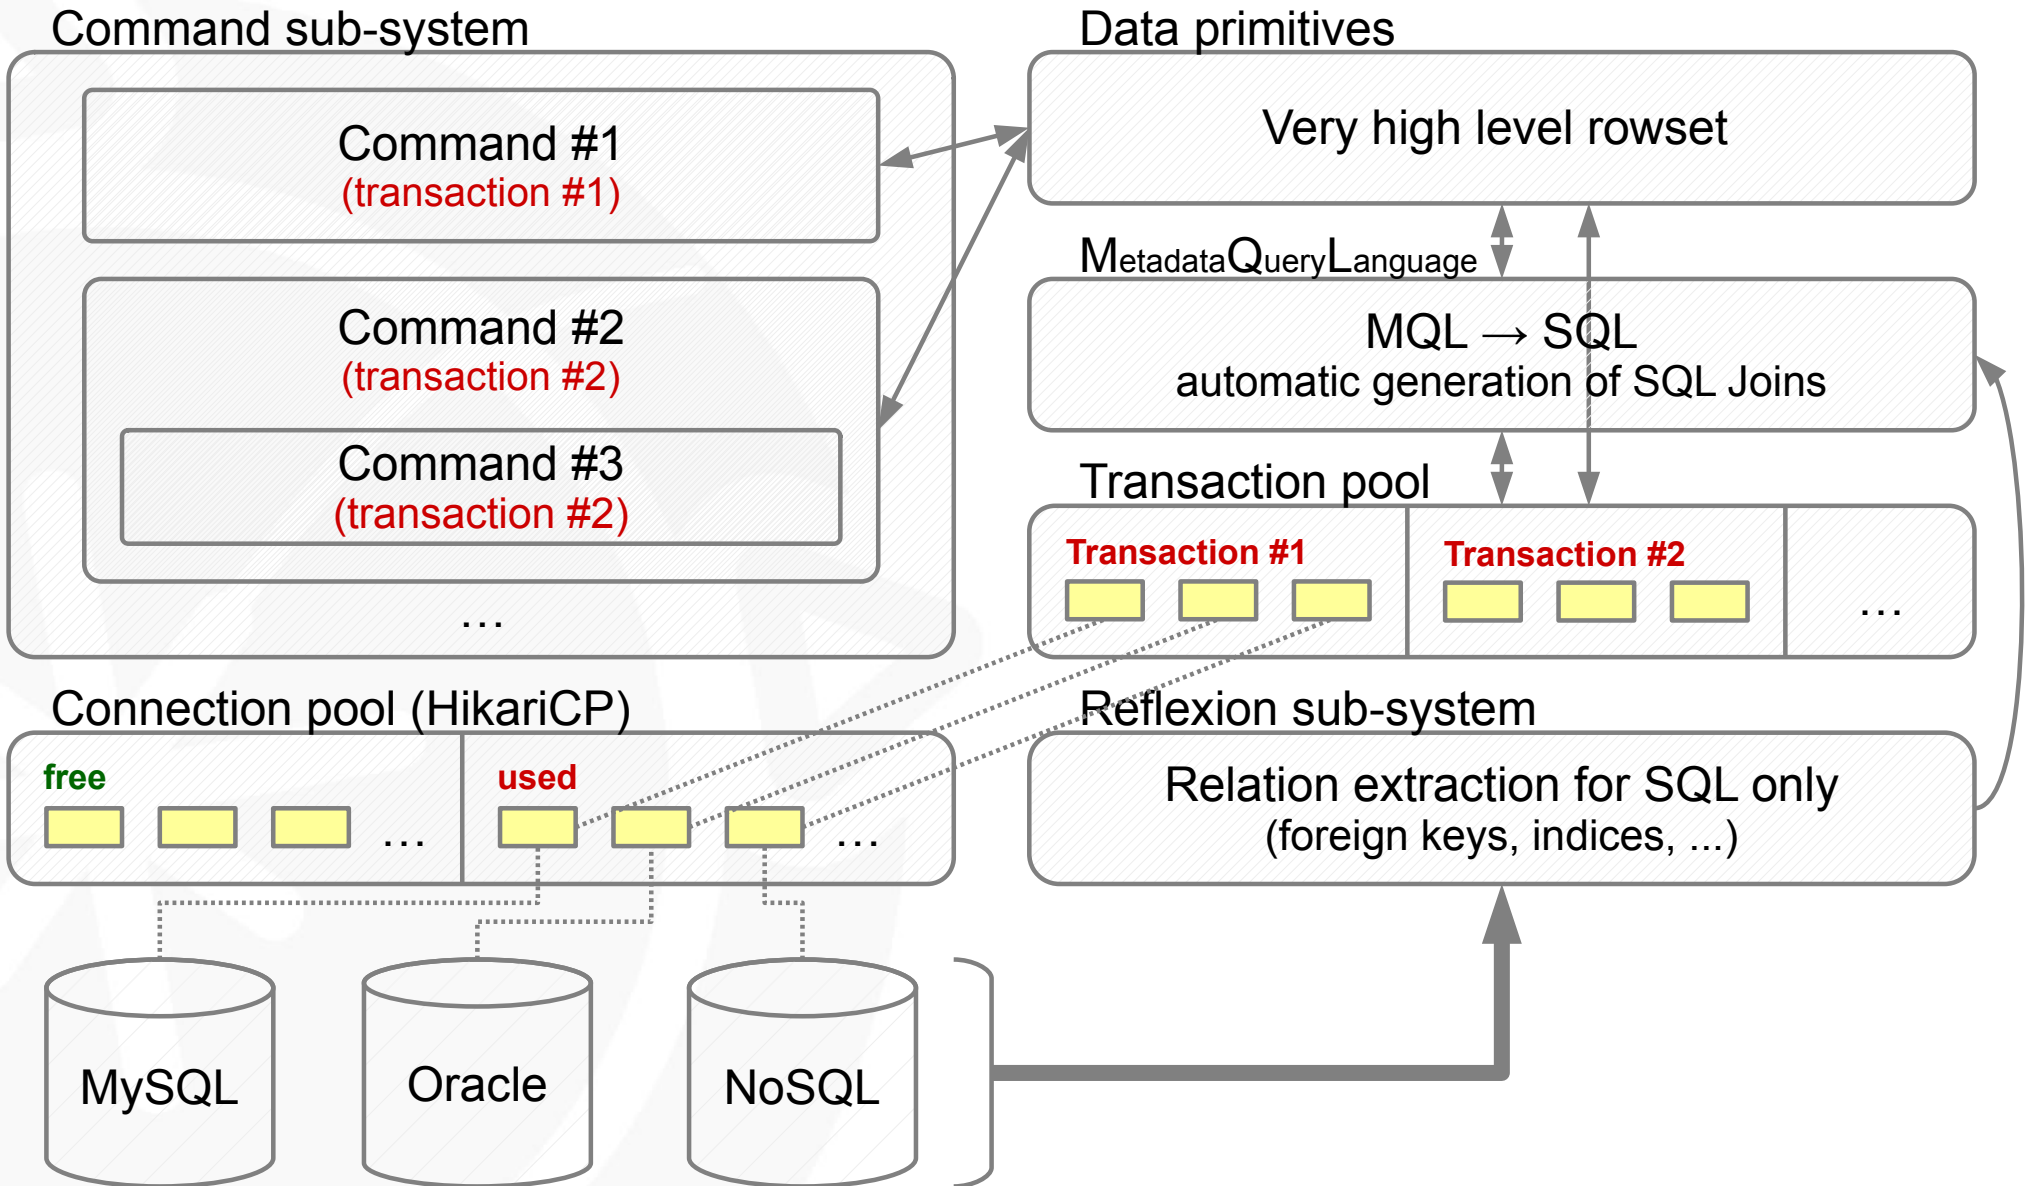 Command sub-system
Command #1
(transaction #1)
Command #2
(transaction #2)
Command #3
(transaction #2)
…
Data primitives
Very high level rowset
MetadataQueryLanguage
MQL → SQL
automatic generation of SQL Joins
Transaction pool
Transaction #1
Transaction #2
…
Connection pool (HikariCP)
free
…
used
…
Reflexion sub-system
Relation extraction for SQL only
(foreign keys, indices, ...)
MySQL
Oracle
NoSQL